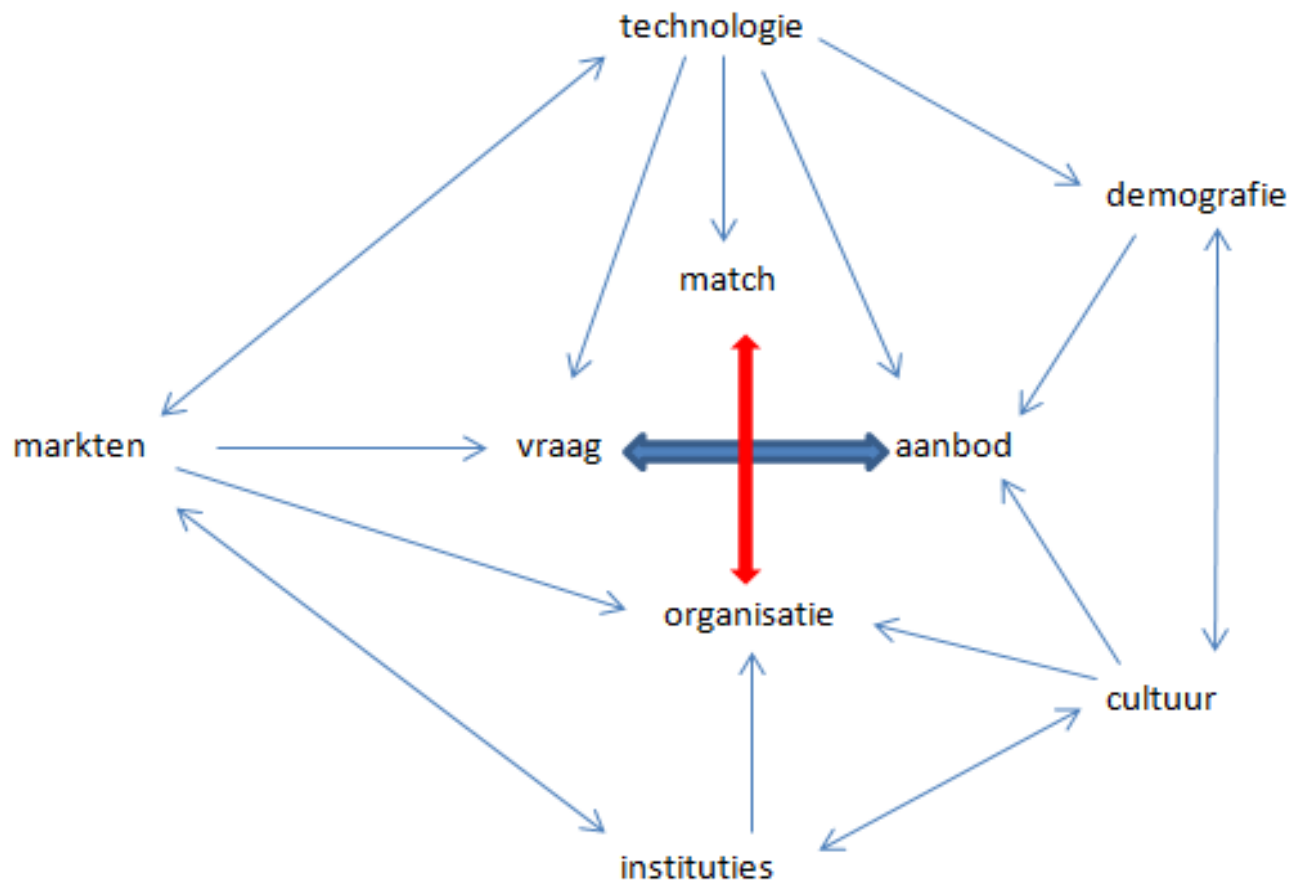 technologie
demografie
match
markten
vraag
aanbod
organisatie
cultuur
instituties